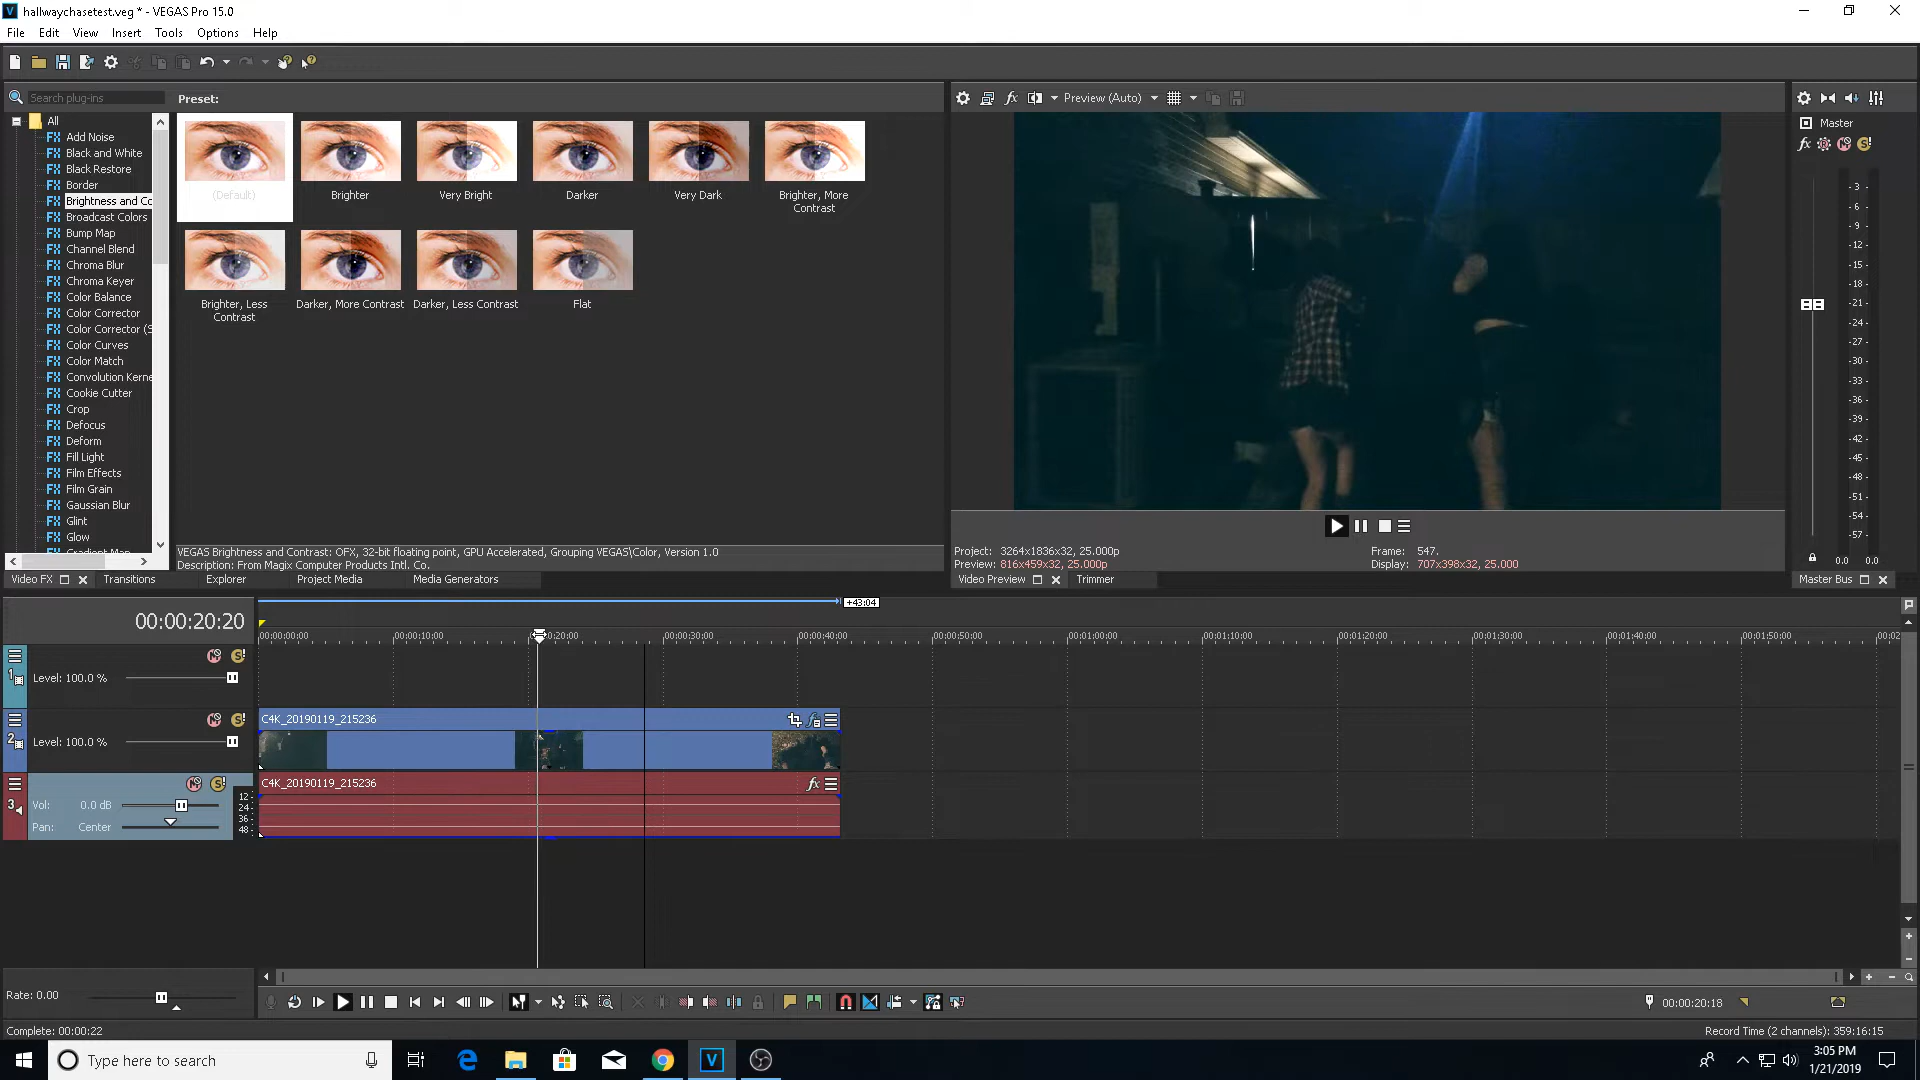 hallwaychasetest.veg * - VEGAS Pro 15.0
File Edit View Insert Tools Options Help
Search plug-ins
Preset:
All
Add Noise
Black and White
Black Restore
Border
Brightness and Co
Broadcast Colors
Bump Map
Channel Blend
Chroma Blur
Chroma Keyer
Color Balance
Color Corrector
Color Corrector (S
Color Curves
Color Match
Convolution Kerne
Cookie Cutter
Crop
Defocus
Deform
Fill Light
Film Effects
Film Grain
Gaussian Blur
Glint
Glow
Gradient Map
(Default) Brighter Very Bright Darker Very Dark Brighter, More
Contrast
Brighter, Less
Contrast
Darker, More Contrast Darker, Less Contrast Flat
VEGAS Brightness and Contrast: OFX, 32-bit floating point, GPU Accelerated, Grouping VEGAS\Color, Version 1.0
Description: From Magix Computer Products Intl. Co.
Video FX Transitions Explorer Project Media Media Generators
Preview (Auto)
Project: 3264x1836x32, 25.000p
Preview: 816x459x32, 25.000p
Frame: 547.
Display: 707x398x32, 25.000
Video Preview Trimmer
Master
-3 -
-6 -
-9 -
-12 -
-15 -
-18 -
-21 -
-24 -
-27 -
-30 -
-33 -
-36 -
-39 -
-42 -
-45 -
-48 -
-51 -
-54 -
-57 -
0.0 0.0
Master Bus
00:00:20:20
+43:04
00:00:00:00 00:00:10:00 00:00:20:00 00:00:30:00 00:00:40:00 00:00:50:00 00:01:00:00 00:01:10:00 00:01:20:00 00:01:30:00 00:01:40:00 00:01:50:00 00:02
1
Level: 100.0 %
2
Level: 100.0 %
C4K_20190119_215236
3
Vol: 0.0 dB
Pan: Center
12 -
24 -
36 -
48 -
C4K_20190119_215236
Rate: 0.00
00:00:20:18
Complete: 00:00:22
Record Time (2 channels): 359:16:15
Type here to search
3:05 PM
1/21/2019